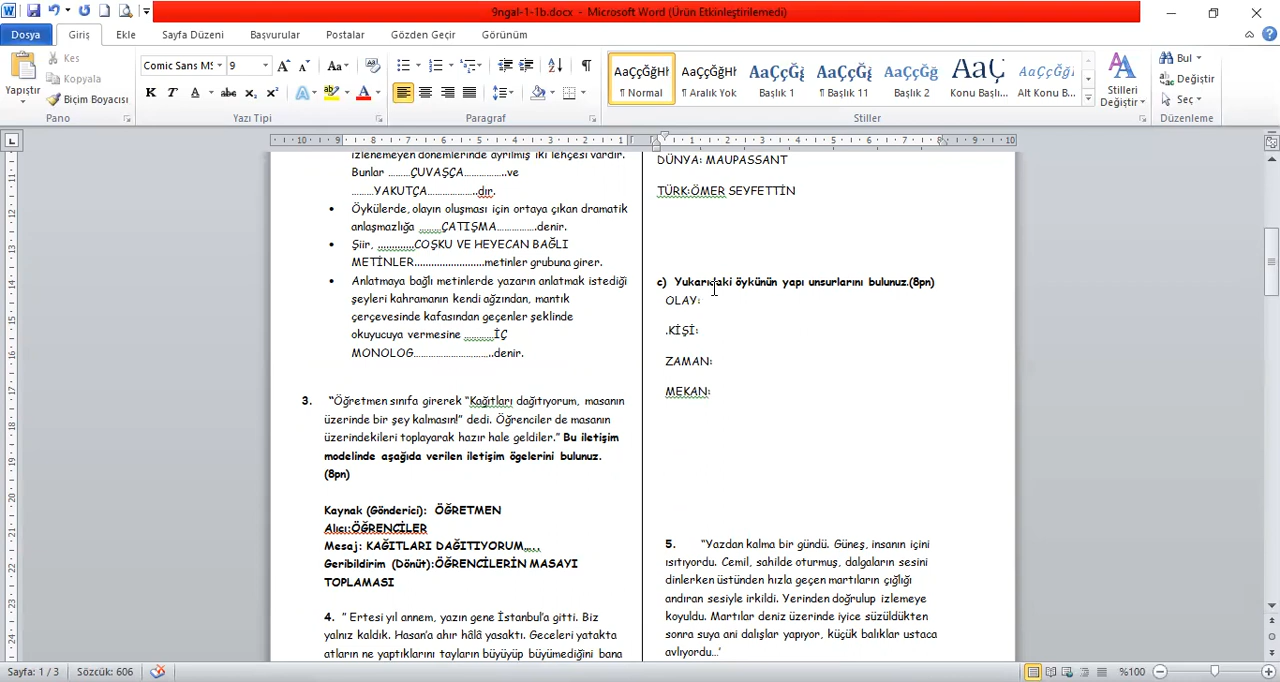 9ngal-1-1b.docx - Microsoft Word (Ürün Etkinleştirilemedi)
Dosya Giriş Ekle Sayfa Düzeni Başvurular Postalar Gözden Geçir Görünüm
Yapıştır
Kes
Kopyala
Biçim Boyacısı
Pano
Comic Sans MS 9
Yazı Tipi
Paragraf
AaÇçĞğHł AaÇçĞğHł AaÇçĞğ AaÇçĞğ AaÇçĞğ AaÇç AaÇçĞğİ
¶ Normal ¶ Aralık Yok Başlık 1 ¶ Başlık 11 Başlık 2 Konu Başlı... Alt Konu B...
Stilleri
Değiştir
Stiller
Bul
Değiştir
Seç
Düzenleme
izlenemeyen dönemlerinde ayrılmış iki lehçesi vardır.
Bunlar ………ÇUVAŞÇA……………..ve
………YAKUTÇA……………..dır.
• Öykülerde, olayın oluşması için ortaya çıkan dramatik
anlaşmazlığa ……..ÇATIŞMA…………….denir.
• Şiir, .............COŞKU VE HEYECAN BAĞLI
METİNLER.........................metinler grubuna girer.
• Anlatmaya bağlı metinlerde yazarın anlatmak istediği
şeyleri kahramanın kendi ağzından, mantık
çerçevesinde kafasından geçenler şeklinde
okuyucuya vermesine …………İÇ
MONOLOG…………………………..denir.
3. “Öğretmen sınıfa girerek “Kağıtları dağıtıyorum, masanın
üzerinde bir şey kalmasın!” dedi. Öğrenciler de masanın
üzerindekileri toplayarak hazır hale geldiler.” Bu iletişim
modelinde aşağıda verilen iletişim ögelerini bulunuz.
(8pn)
Kaynak (Gönderici): ÖĞRETMEN
Alıcı:ÖĞRENCİLER
Mesaj: KAĞITLARI DAĞITIYORUM…..
Geribildirim (Dönüt):ÖĞRENCİLERİN MASAYI
TOPLAMASI
4. ” Ertesi yıl annem, yazın gene İstanbul’a gitti. Biz
yalnız kaldık. Hasan’a ahır hâlâ yasaktı. Geceleri yatakta
atların ne yaptıklarını tayların büyüyüp büyümediğini bana
DÜNYA: MAUPASSANT
TÜRK:ÖMER SEYFETTİN
c) Yukarıdaki öykünün yapı unsurlarını bulunuz.(8pn)
OLAY:
.KİŞİ:
ZAMAN:
MEKAN:
5. “Yazdan kalma bir gündü. Güneş, insanın içini
ısıtıyordu. Cemil, sahilde oturmuş, dalgaların sesini
dinlerken üstünden hızla geçen martıların çığlığı
andıran sesiyle irkildi. Yerinden doğrulup izlemeye
koyuldu. Martılar deniz üzerinde iyice süzüldükten
sonra suya ani dalışlar yapıyor, küçük balıklar ustaca
avlıyordu…’
Sayfa: 1 / 3 Sözcük: 606 %100